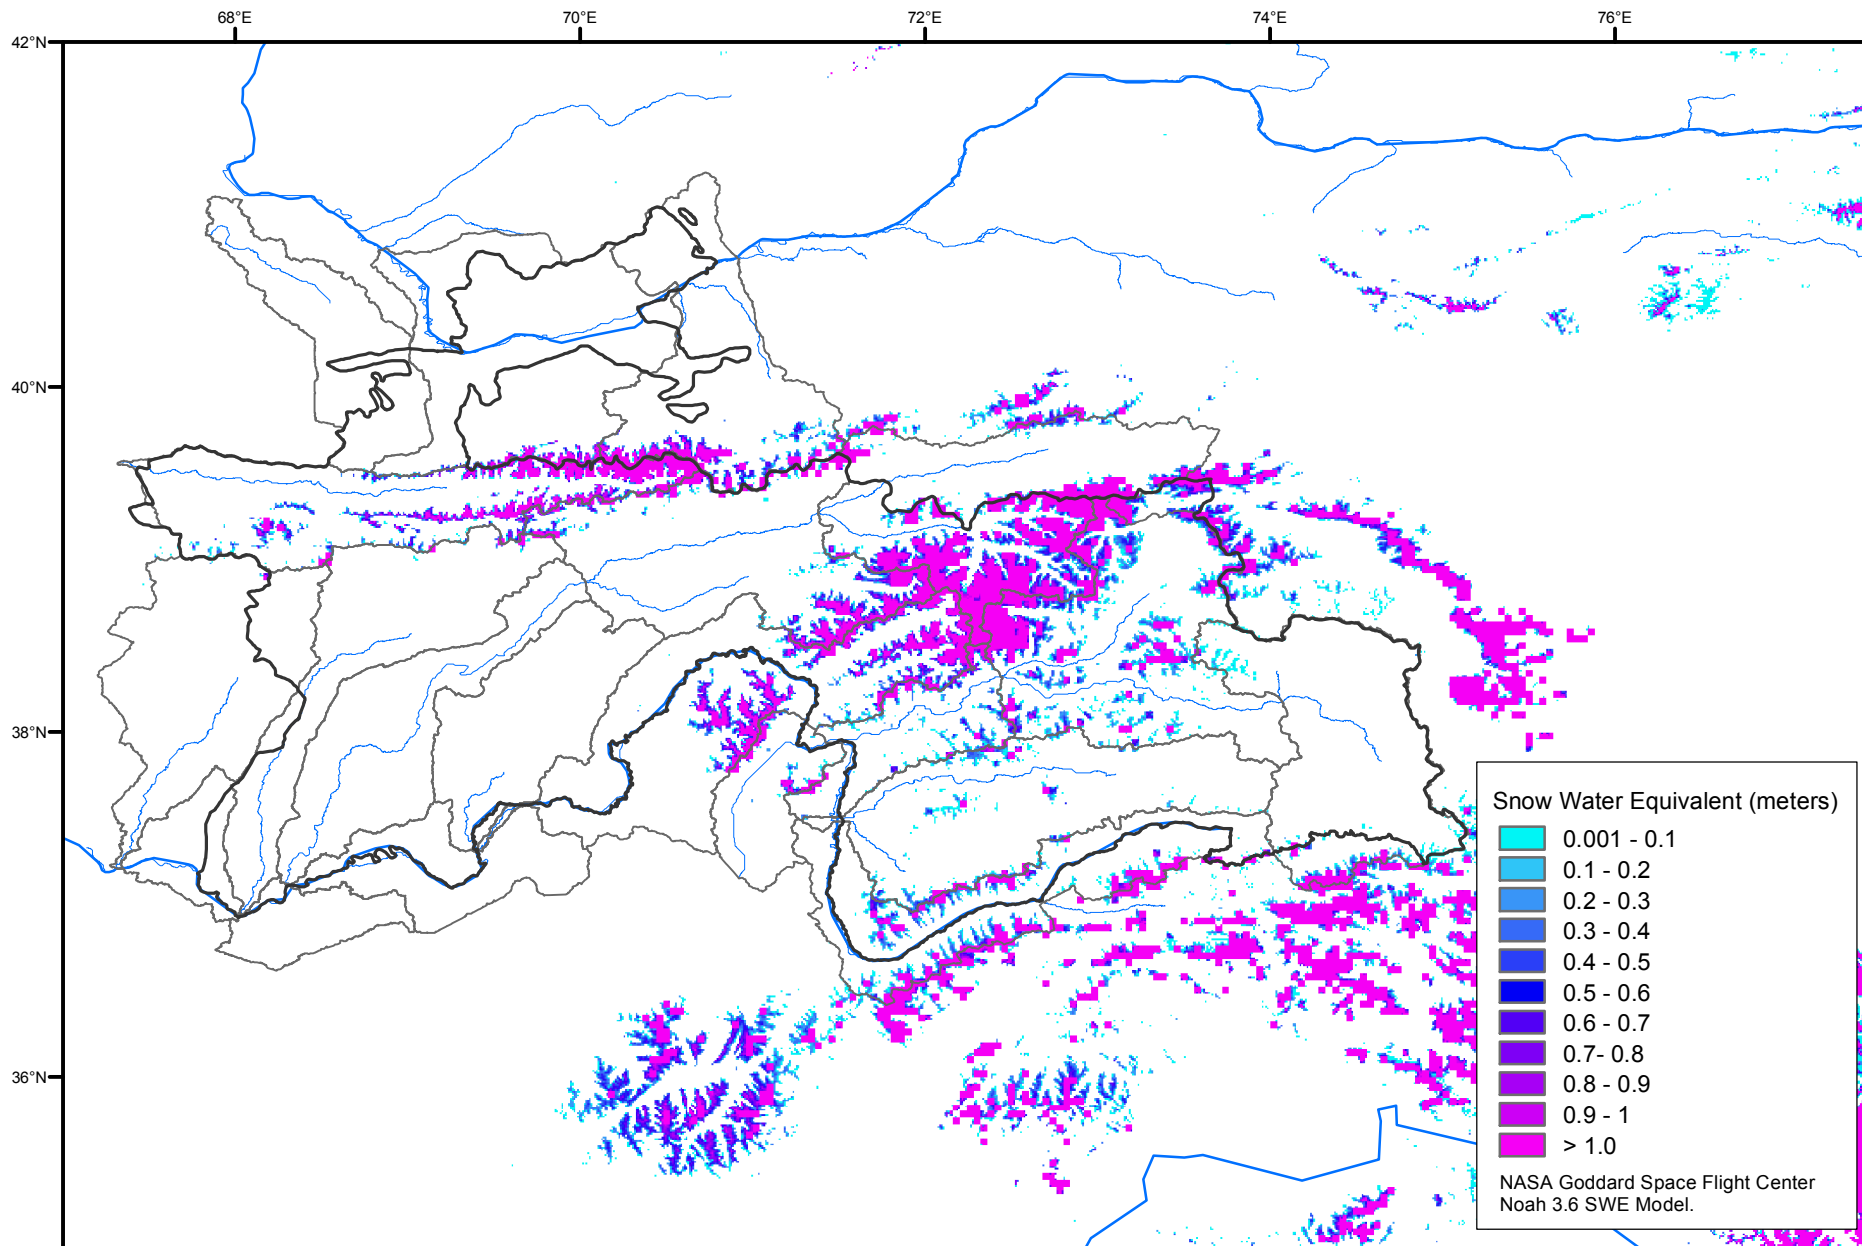 68°E 70°E 72°E 74°E 76°E
42°N
40°N
38°N
36°N
Snow Water Equivalent (meters)
0.001 - 0.1
0.1 - 0.2
0.2 - 0.3
0.3 - 0.4
0.4 - 0.5
0.5 - 0.6
0.6 - 0.7
0.7- 0.8
0.8 - 0.9
0.9 - 1
> 1.0
NASA Goddard Space Flight Center
Noah 3.6 SWE Model.